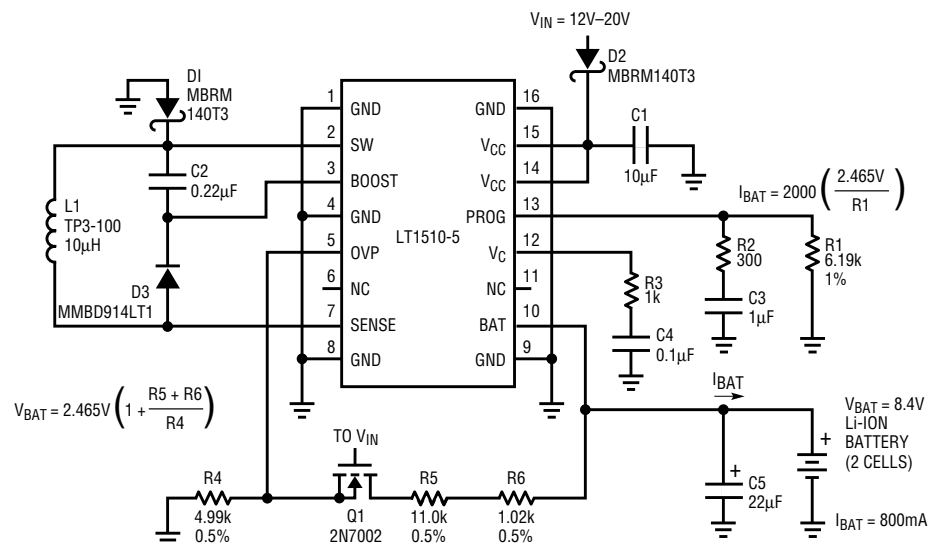 V_IN = 12V–20V
D2
MBRM140T3
D1
MBRM
140T3
1
GND
2
SW
3
BOOST
4
GND
5
OVP
6
NC
7
SENSE
8
GND
LT1510-5
16
GND
15
V_CC
14
V_CC
13
PROG
12
V_C
11
NC
10
BAT
9
GND
C1
10µF
C2
0.22µF
L1
TP3-100
10µH
D3
MMBD914LT1
I_BAT = 2000 (2.465V / R1)
R2
300
R1
6.19k
1%
R3
1k
C3
1µF
C4
0.1µF
V_BAT = 2.465V (1 + R5 + R6 / R4)
TO V_IN
R4
4.99k
0.5%
Q1
2N7002
R5
11.0k
0.5%
R6
1.02k
0.5%
I_BAT
+
C5
22µF
+
V_BAT = 8.4V
Li-ION
BATTERY
(2 CELLS)
I_BAT = 800mA